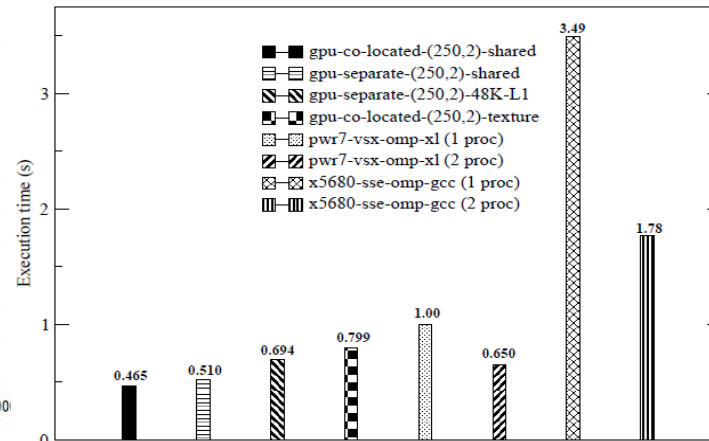 3.49
gpu-co-located-(250,2)-shared
gpu-separate-(250,2)-shared
gpu-separate-(250,2)-48K-L1
gpu-co-located-(250,2)-texture
pwr7-vsx-omp-xl (1 proc)
pwr7-vsx-omp-xl (2 proc)
x5680-sse-omp-gcc (1 proc)
x5680-sse-omp-gcc (2 proc)
3
2
1
0
Execution time (s)
0.465
0.510
0.694
0.799
1.00
0.650
1.78